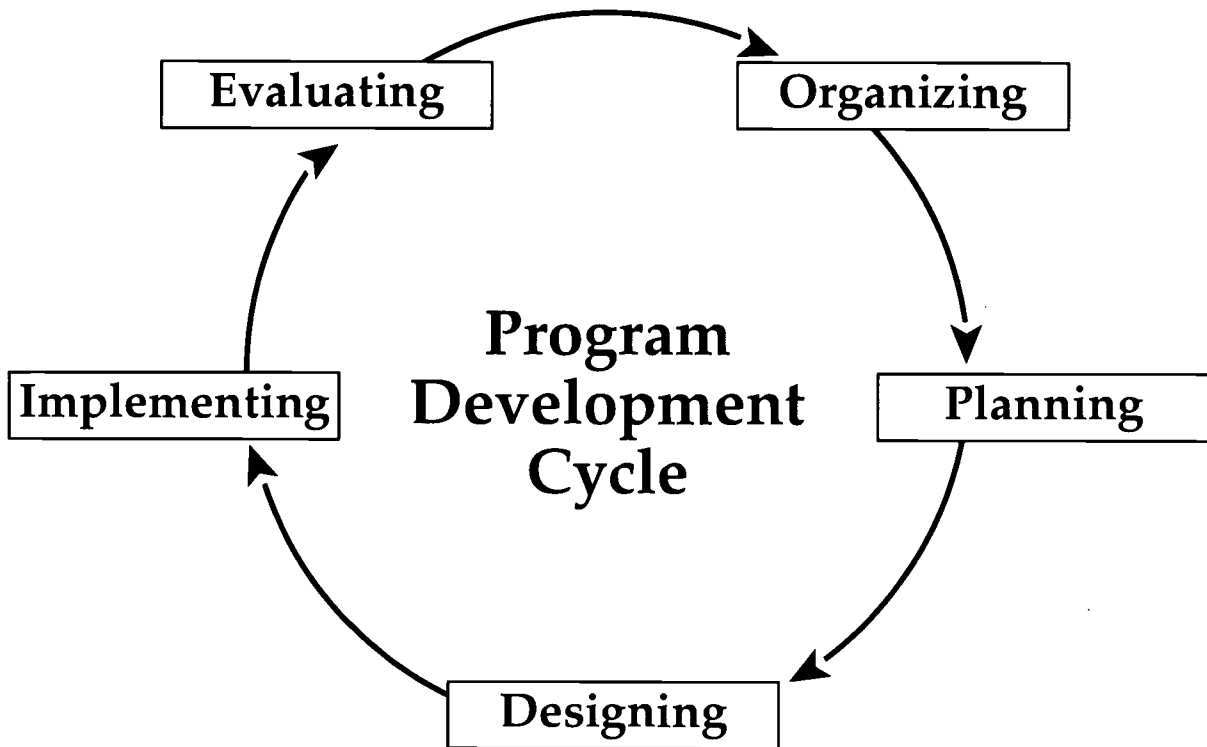 Evaluating
Organizing
Program
Development
Cycle
Implementing
Planning
Designing